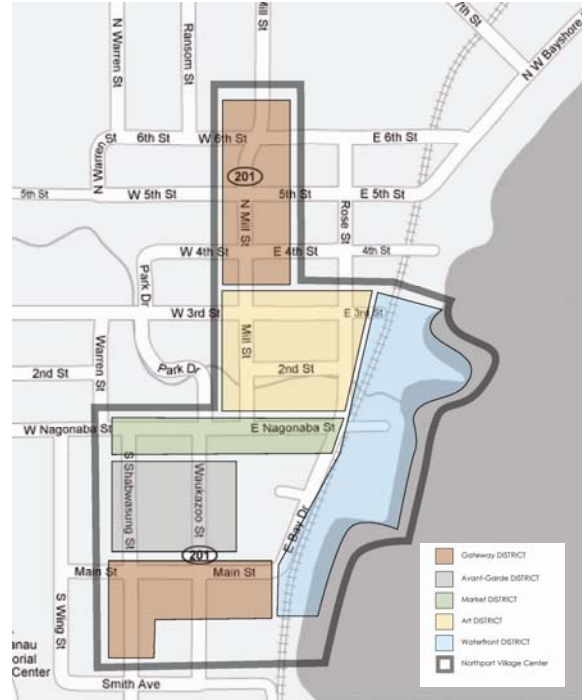 N Warren St
Ransom St
Mill St
7th St
N W Bayshore
6th St
W 6th St
E 6th St
N Warren St
5th St
W 5th St
201
5th St
E 5th St
N Mill St
Rose St
W 4th St
E 4th St
4th St
Park Dr
W 3rd St
E 3rd St
Mill St
Warren St
2nd St
Park Dr
2nd St
W Nagonaba St
E Nagonaba St
S Shabwasung St
Waukazoo St
E Bay Dr
201
Main St
Main St
S Wing St
anau
orial
Center
Smith Ave
Gateway DISTRICT
Avant-Garde DISTRICT
Market DISTRICT
Art DISTRICT
Waterfront DISTRICT
Northport Village Center